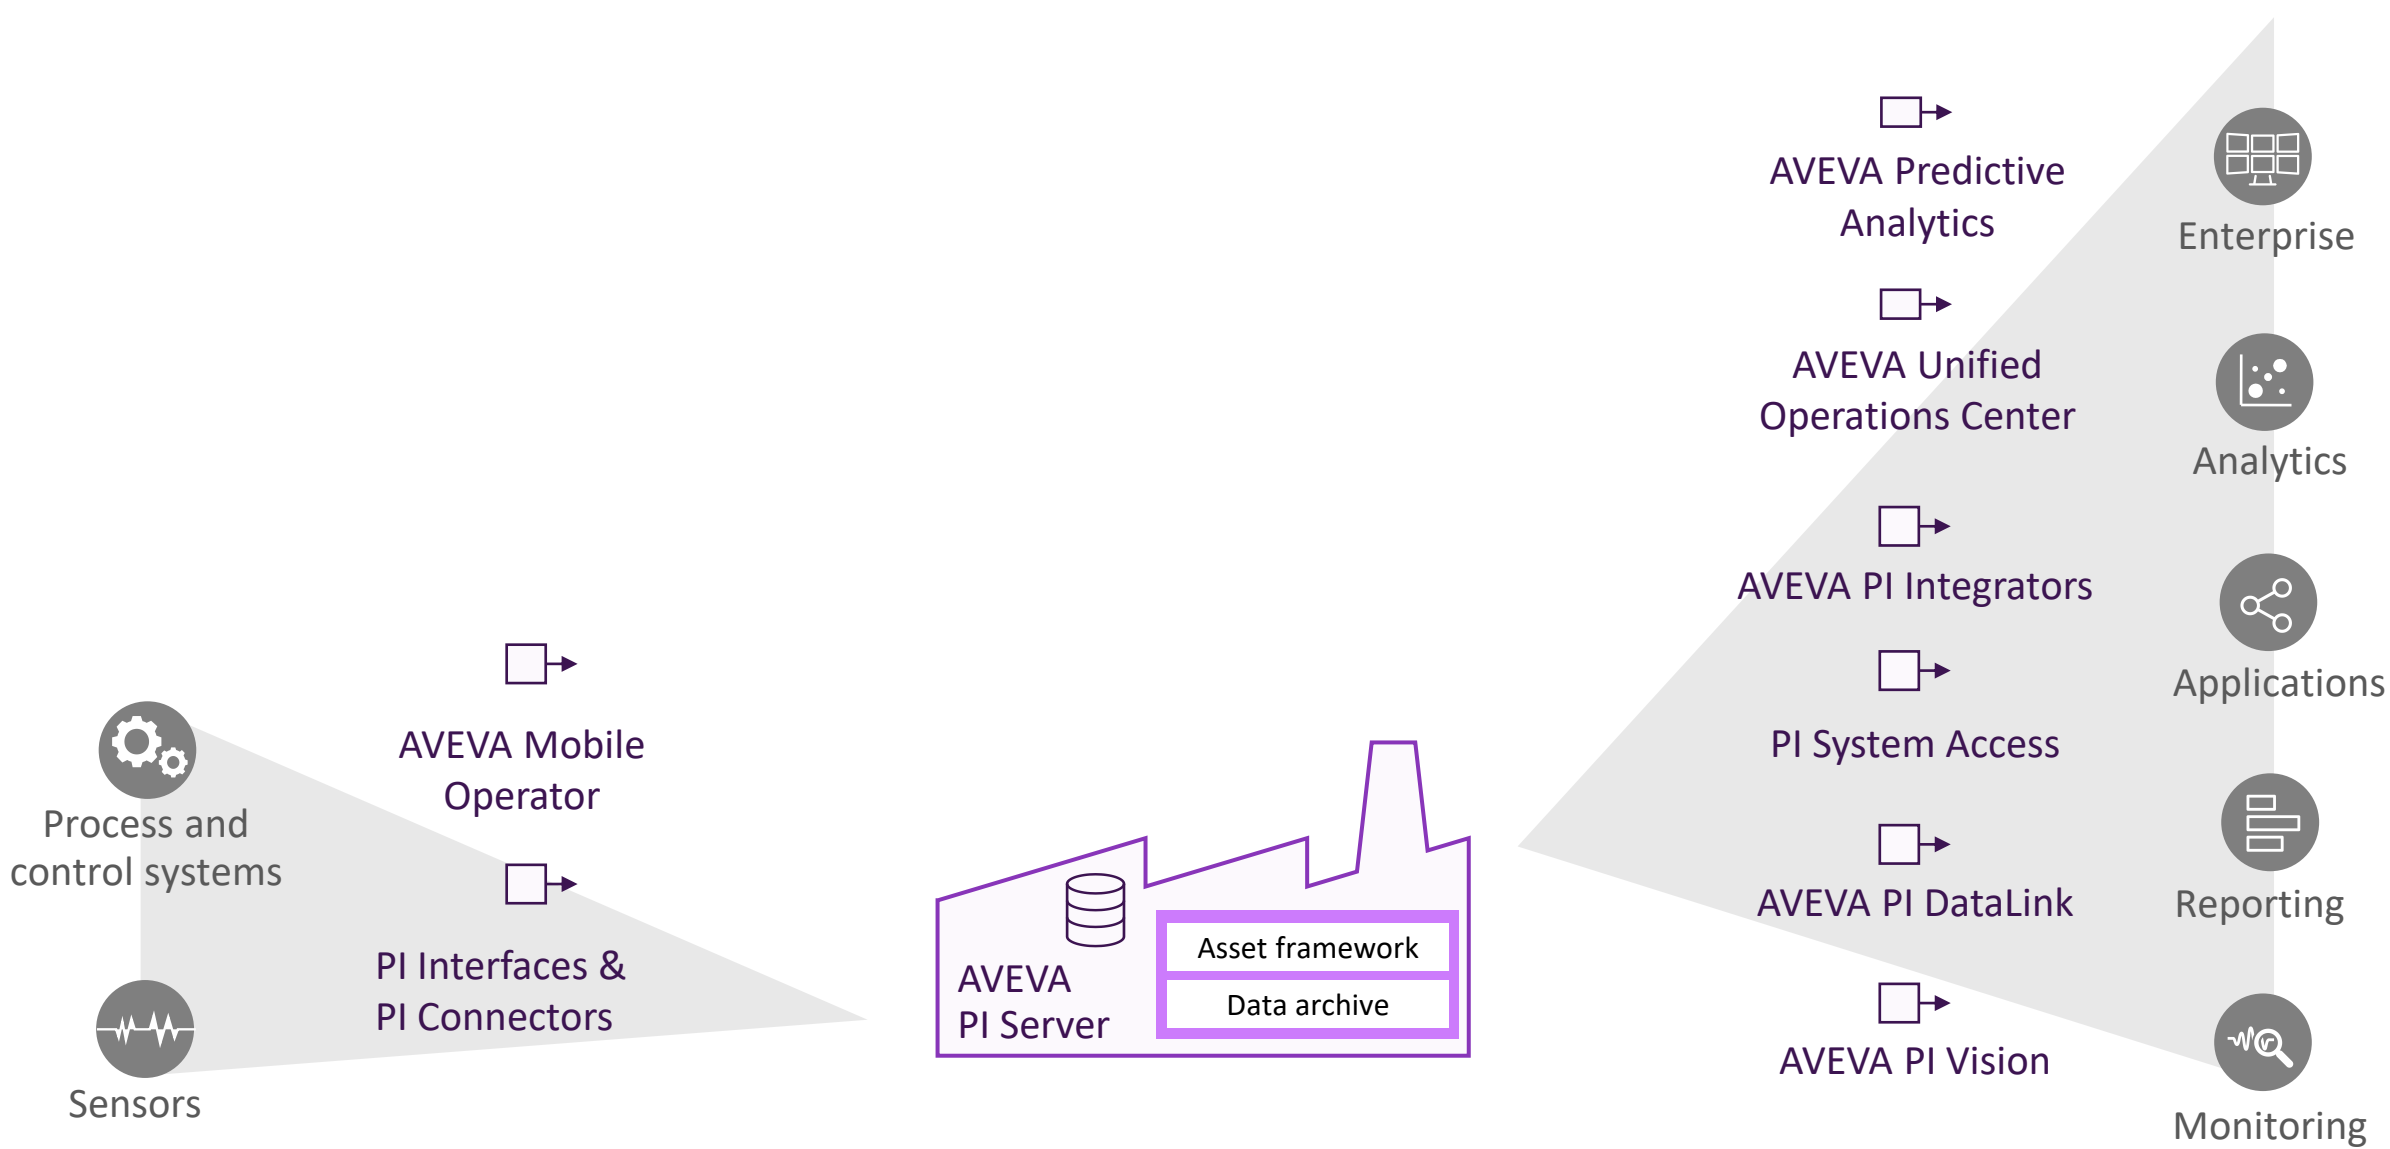 Process and
control systems
Sensors
AVEVA Mobile
Operator
PI Interfaces &
PI Connectors
AVEVA
PI Server
Asset framework
Data archive
AVEVA Predictive
Analytics
AVEVA Unified
Operations Center
AVEVA PI Integrators
PI System Access
AVEVA PI DataLink
AVEVA PI Vision
Enterprise
Analytics
Applications
Reporting
Monitoring